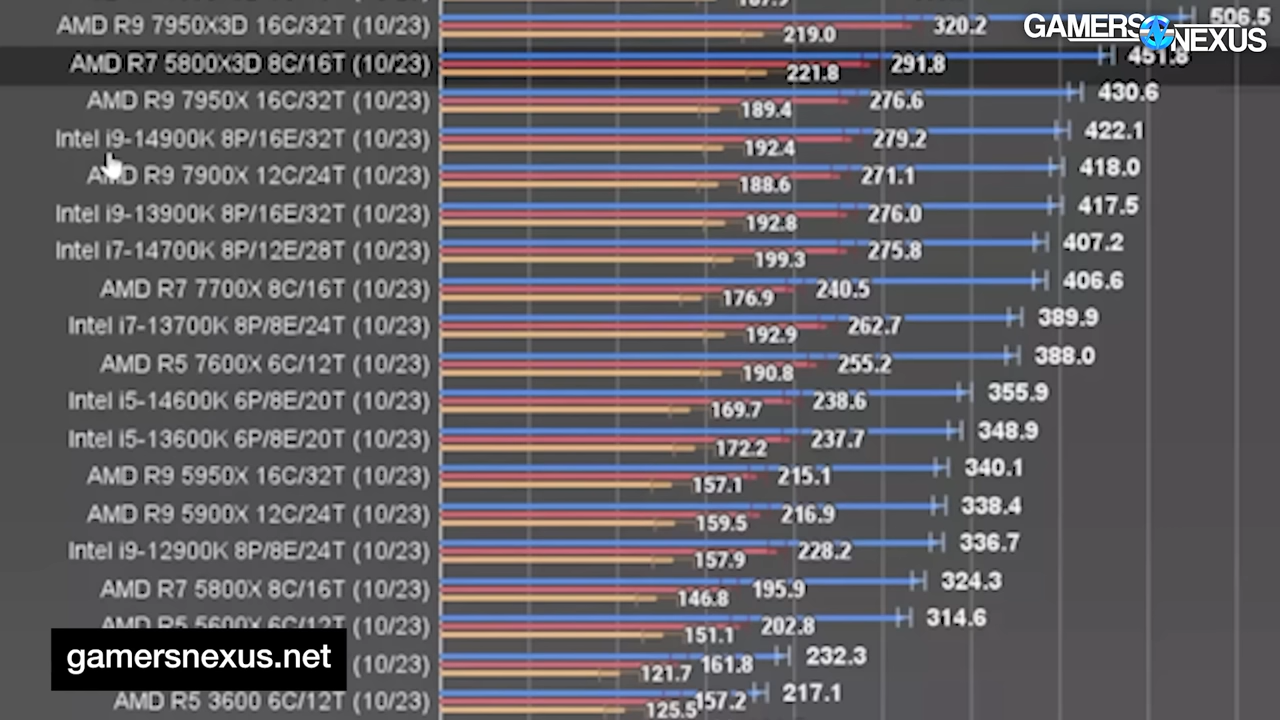 AMD R9 7950X3D 16C/32T (10/23) 219.0 320.2 506.5
GAMERS NEXUS
AMD R7 5800X3D 8C/16T (10/23) 221.8 291.8 451.8
AMD R9 7950X 16C/32T (10/23) 189.4 276.6 430.6
Intel i9-14900K 8P/16E/32T (10/23) 192.4 279.2 422.1
AMD R9 7900X 12C/24T (10/23) 188.6 271.1 418.0
Intel i9-13900K 8P/16E/32T (10/23) 192.8 276.0 417.5
Intel i7-14700K 8P/12E/28T (10/23) 199.3 275.8 407.2
AMD R7 7700X 8C/16T (10/23) 176.9 240.5 406.6
Intel i7-13700K 8P/8E/24T (10/23) 192.9 262.7 389.9
AMD R5 7600X 6C/12T (10/23) 190.8 255.2 388.0
Intel i5-14600K 6P/8E/20T (10/23) 169.7 238.6 355.9
Intel i5-13600K 6P/8E/20T (10/23) 172.2 237.7 348.9
AMD R9 5950X 16C/32T (10/23) 157.1 215.1 340.1
AMD R9 5900X 12C/24T (10/23) 159.5 216.9 338.4
Intel i9-12900K 8P/8E/24T (10/23) 157.9 228.2 336.7
AMD R7 5800X 8C/16T (10/23) 146.8 195.9 324.3
AMD R5 5600X 6C/12T (10/23) 151.1 202.8 314.6
gamersnexus.net
(10/23) 121.7 161.8 232.3
AMD R5 3600 6C/12T (10/23) 125.5 157.2 217.1